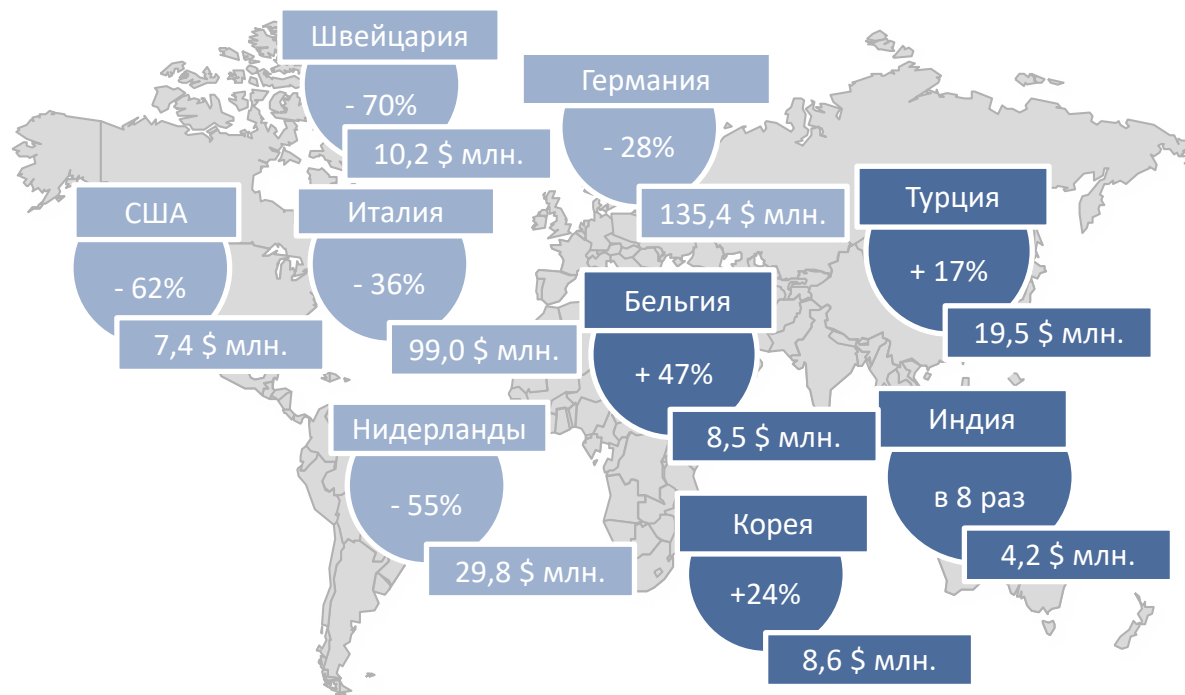 Швейцария
- 70%
10,2 $ млн.
Германия
- 28%
135,4 $ млн.
США
- 62%
7,4 $ млн.
Италия
- 36%
99,0 $ млн.
Турция
+ 17%
19,5 $ млн.
Бельгия
+ 47%
8,5 $ млн.
Нидерланды
- 55%
29,8 $ млн.
Индия
в 8 раз
4,2 $ млн.
Корея
+24%
8,6 $ млн.